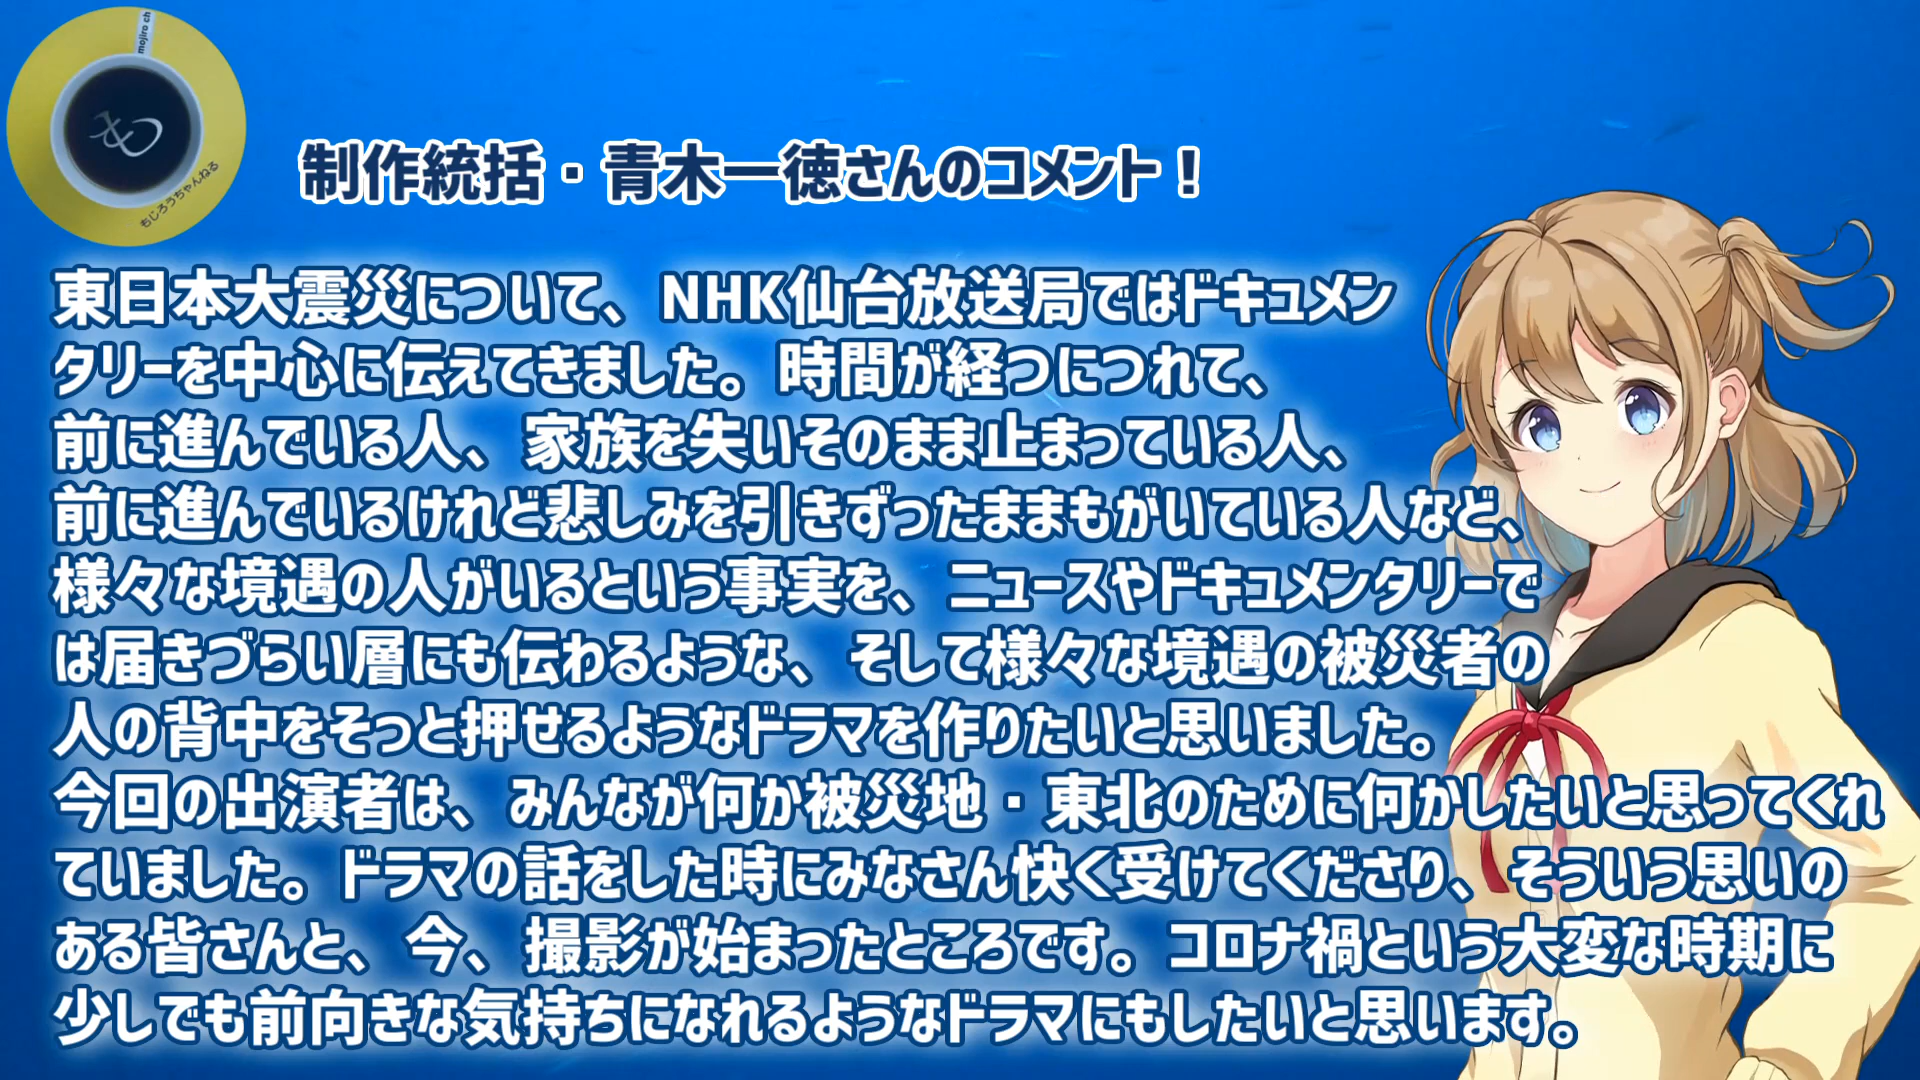 mojiro ch
も
もじろうちゃんねる
制作統括・青木一徳さんのコメント！
東日本大震災について、NHK仙台放送局ではドキュメン
タリーを中心に伝えてきました。時間が経つにつれて、
前に進んでいる人、家族を失いそのまま止まっている人、
前に進んでいるけれど悲しみを引きずったままもがいている人など、
様々な境遇の人がいるという事実を、ニュースやドキュメンタリーで
は届きづらい層にも伝わるような、そして様々な境遇の被災者の
人の背中をそっと押せるようなドラマを作りたいと思いました。
今回の出演者は、みんなが何か被災地・東北のために何かしたいと思ってくれ
ていました。ドラマの話をした時にみなさん快く受けてくださり、そういう思いの
ある皆さんと、今、撮影が始まったところです。コロナ禍という大変な時期に
少しでも前向きな気持ちになれるようなドラマにもしたいと思います。